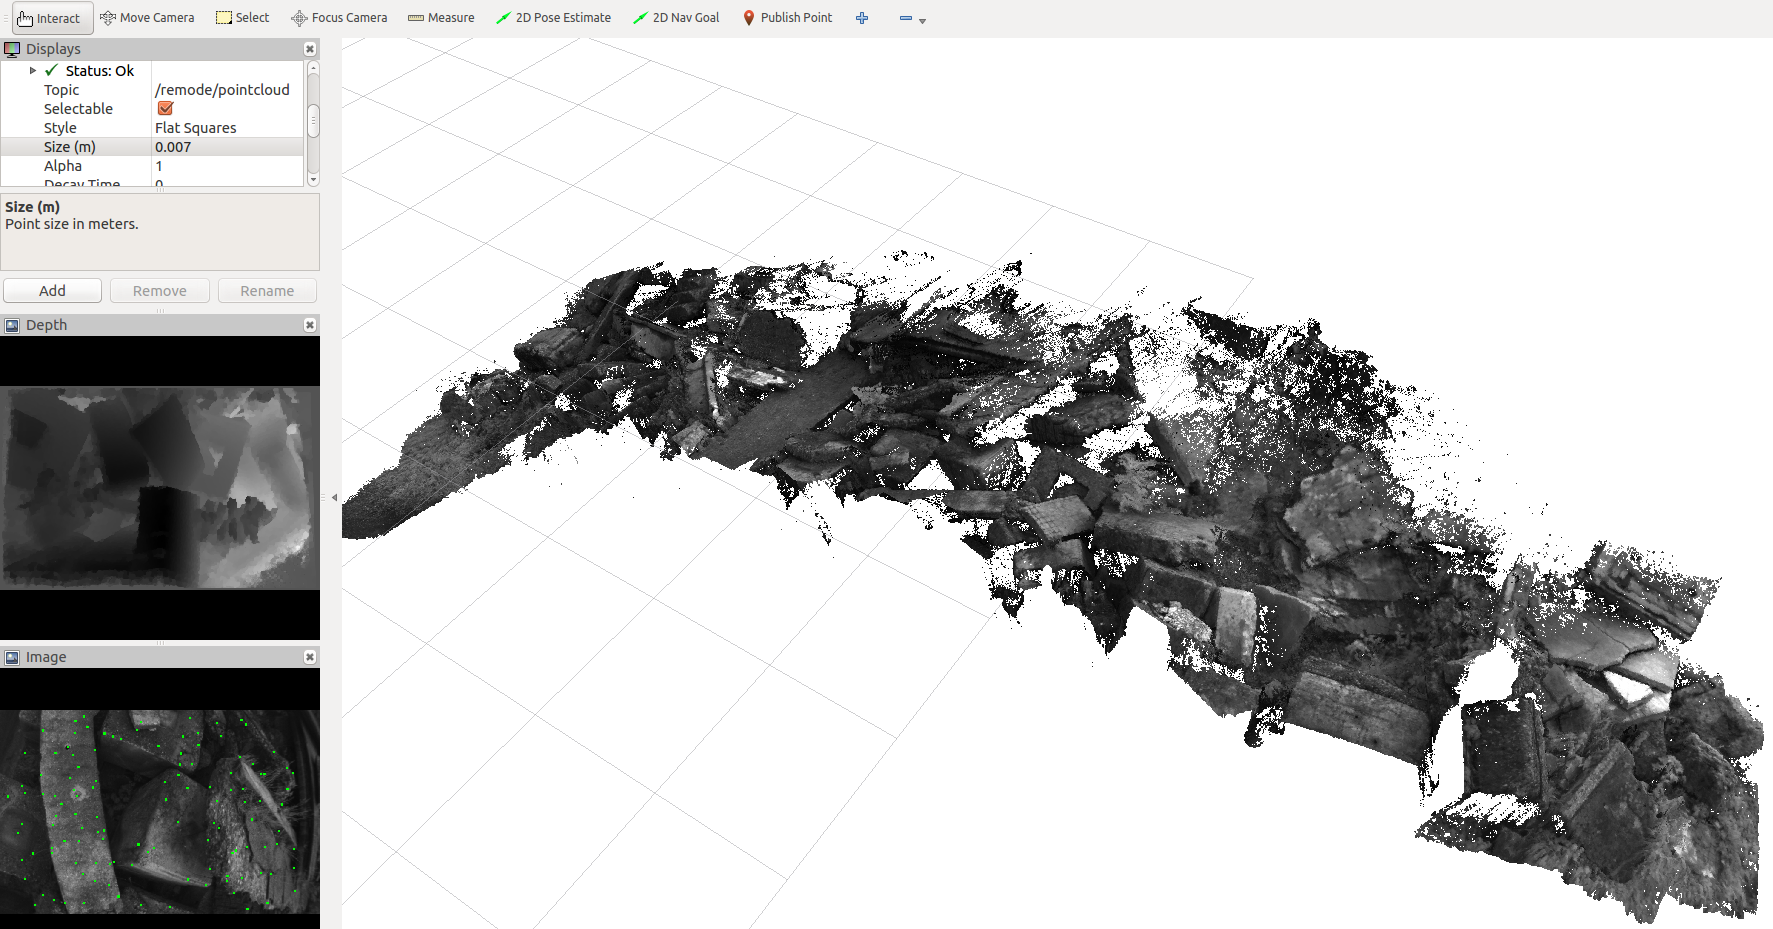 Interact Move Camera Select Focus Camera Measure 2D Pose Estimate 2D Nav Goal Publish Point
Displays
Status: Ok
Topic /remode/pointcloud
Selectable
Style Flat Squares
Size (m) 0.007
Alpha 1
Decay Time 0
Size (m)
Point size in meters.
Add Remove Rename
Depth
Image